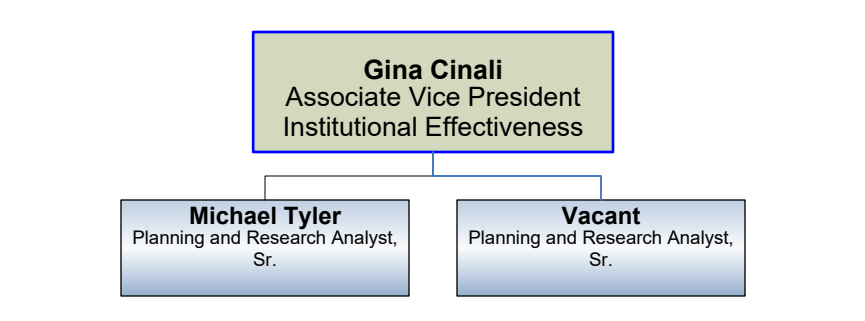 Gina Cinali
Associate Vice President
Institutional Effectiveness
Michael Tyler
Planning and Research Analyst,
Sr.
Vacant
Planning and Research Analyst,
Sr.